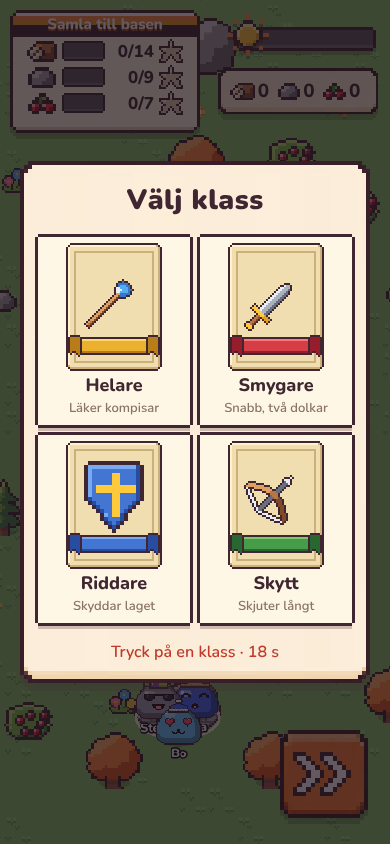 Samla till basen
0/14
0/9
0/7
0 0 0
Välj klass
Helare
Läker kompisar
Smygare
Snabb, två dolkar
Riddare
Skyddar laget
Skytt
Skjuter långt
Tryck på en klass · 18 s
Bo